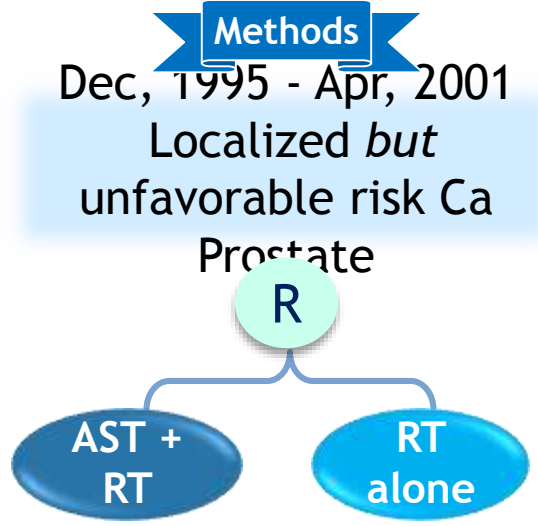 Methods
Dec, 1995 - Apr, 2001
Localized but
unfavorable risk Ca
Prostate
R
AST +
RT
RT
alone